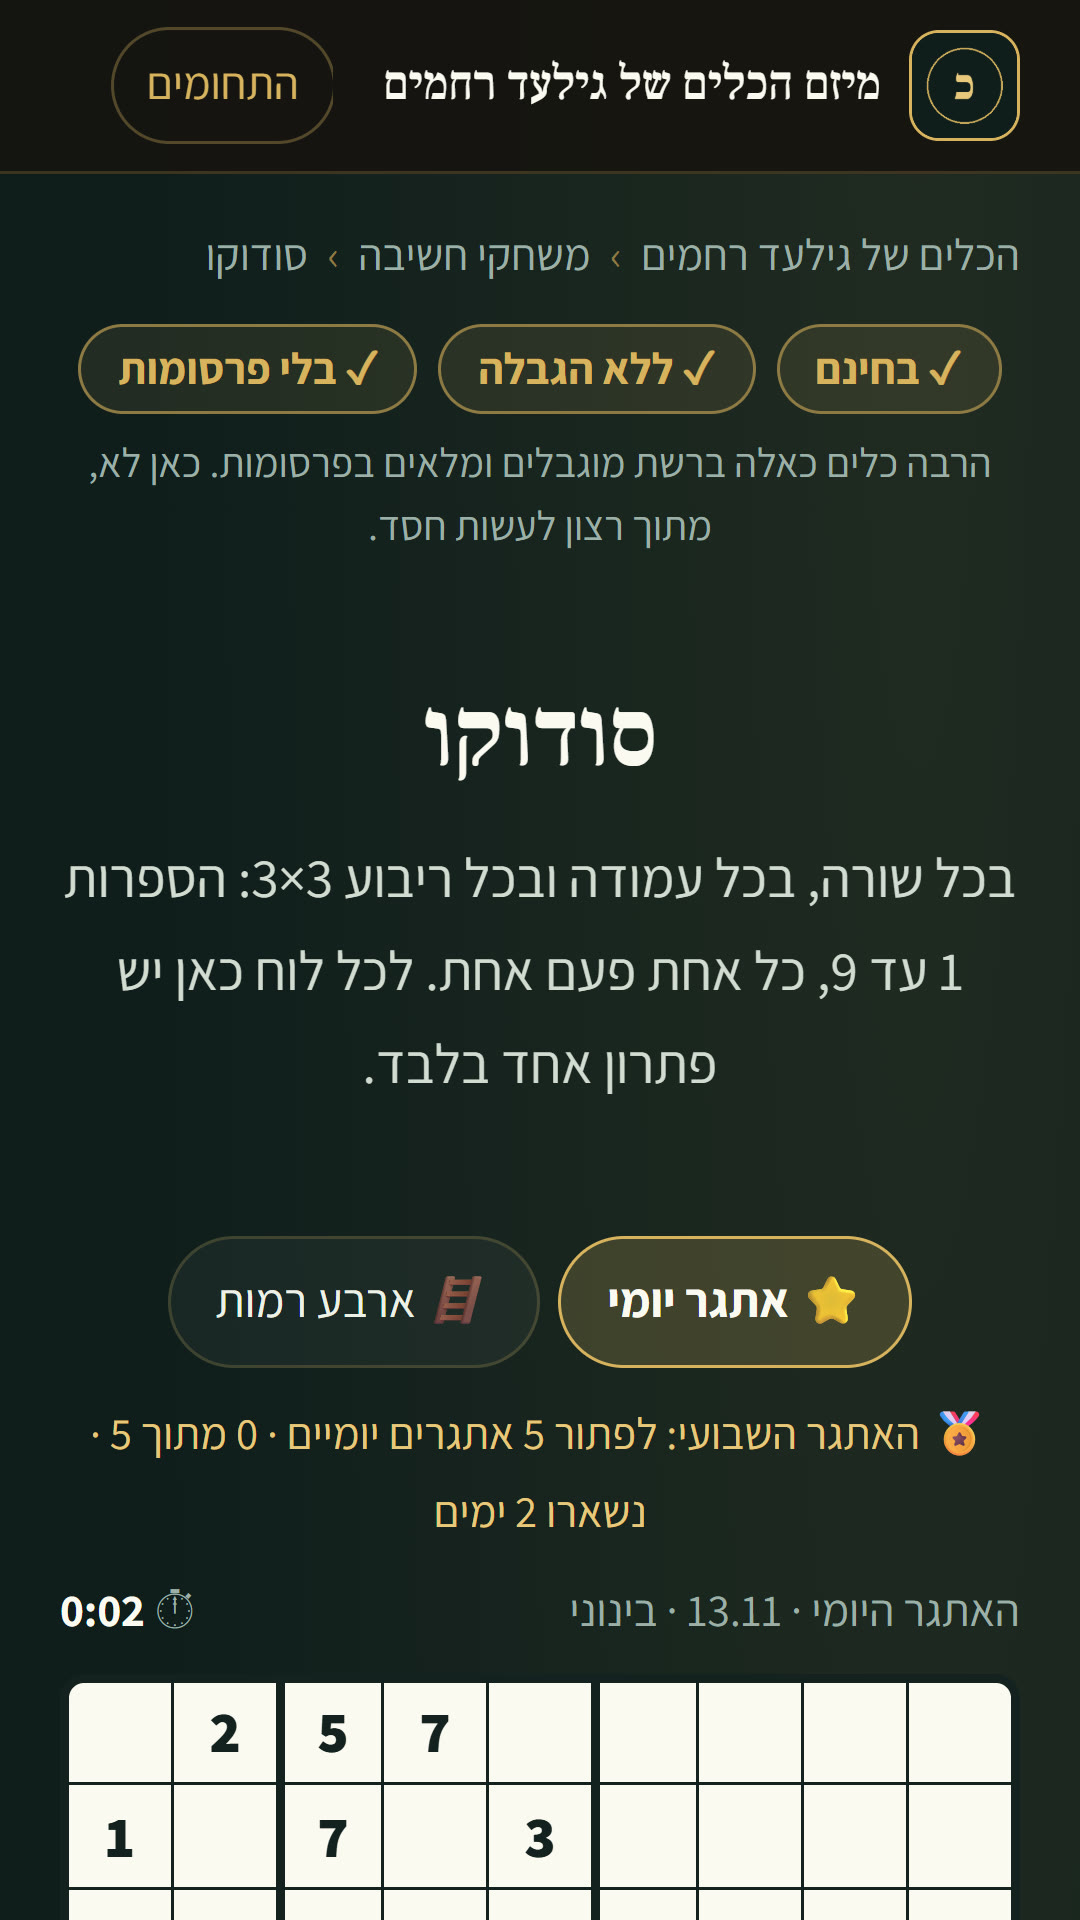 כ
מיזם הכלים של גילעד רחמים
התחומים
הכלים של גילעד רחמים › משחקי חשיבה › סודוקו
✓ בחינם
✓ ללא הגבלה
✓ בלי פרסומות
הרבה כלים כאלה ברשת מוגבלים ומלאים בפרסומות. כאן לא,
מתוך רצון לעשות חסד.
סודוקו
בכל שורה, בכל עמודה ובכל ריבוע 3×3: הספרות
1 עד 9, כל אחת פעם אחת. לכל לוח כאן יש
פתרון אחד בלבד.
⭐ אתגר יומי
🪜 ארבע רמות
🏅 האתגר השבועי: לפתור 5 אתגרים יומיים · 0 מתוך 5 ·
נשארו 2 ימים
האתגר היומי · 13.11 · בינוני
⏱ 0:02
2 5 7
1 7 3